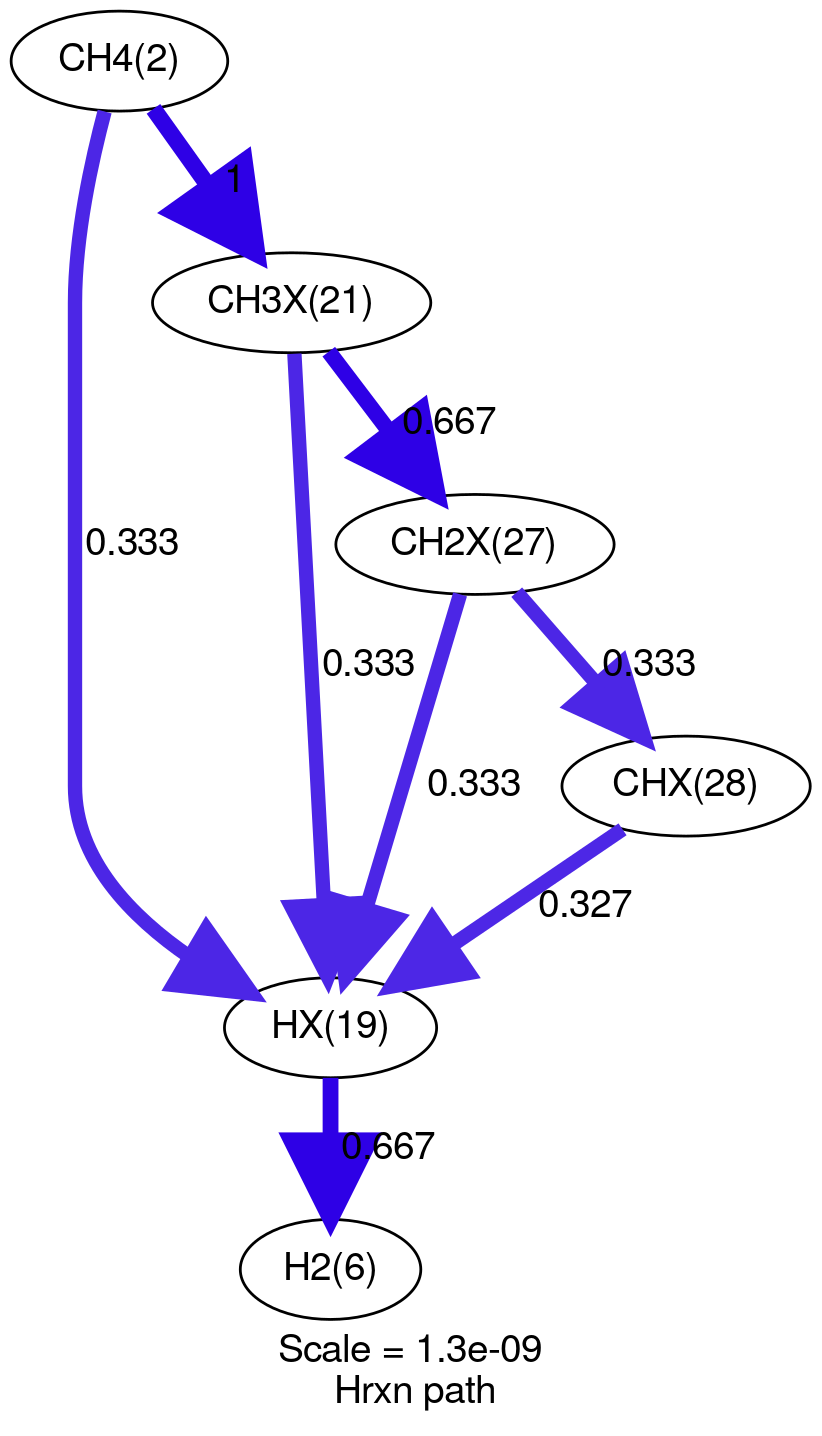 CH4(2)
1
CH3X(21)
0.667
0.333
CH2X(27)
0.333
0.333
0.333
CHX(28)
0.327
HX(19)
0.667
H2(6)
Scale = 1.3e-09
Hrxn path